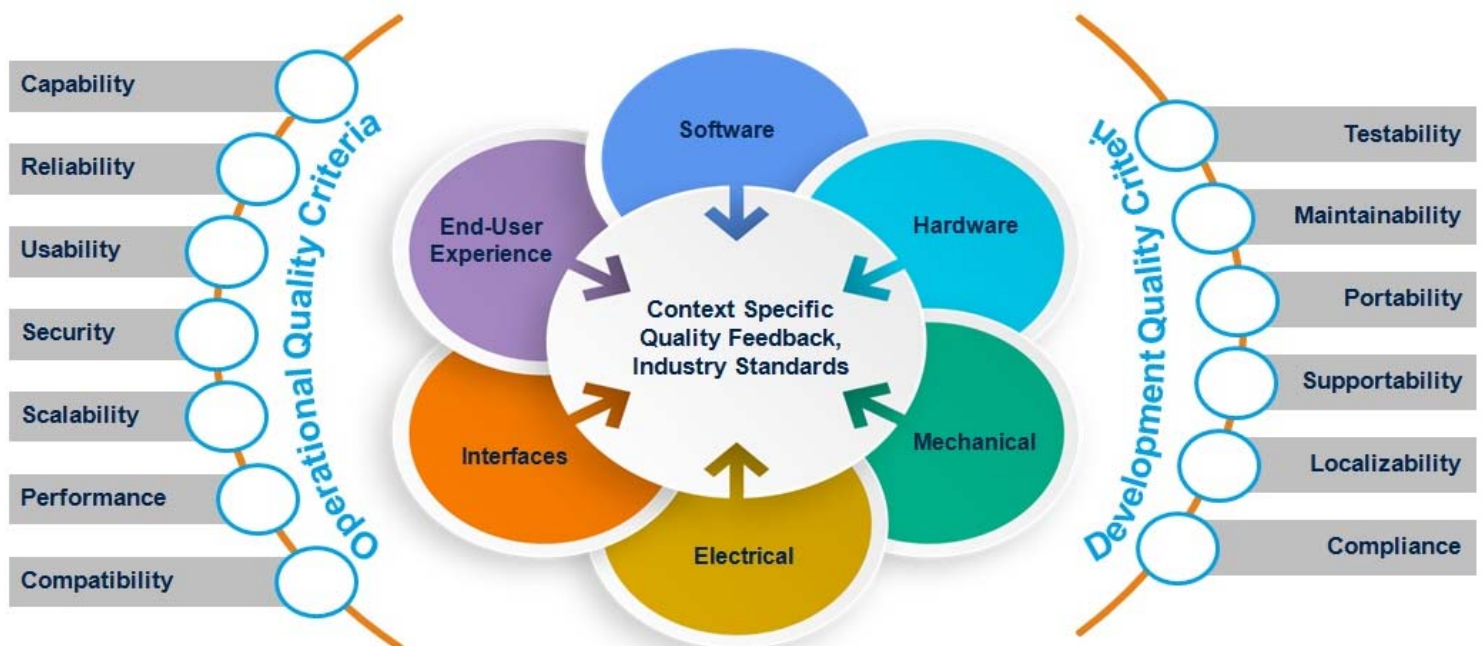 Capability
Reliability
Usability
Security
Scalability
Performance
Compatibility
Operational Quality Criteria
Software
Hardware
Mechanical
Electrical
Interfaces
End-User
Experience
Context Specific
Quality Feedback,
Industry Standards
Development Quality Criteri
Testability
Maintainability
Portability
Supportability
Localizability
Compliance